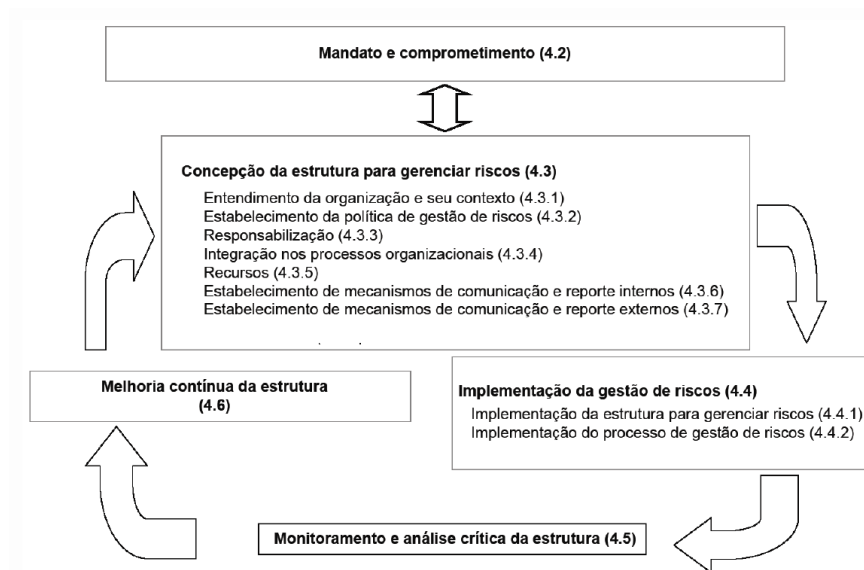 Mandato e comprometimento (4.2)
Concepção da estrutura para gerenciar riscos (4.3)
Entendimento da organização e seu contexto (4.3.1)
Estabelecimento da política de gestão de riscos (4.3.2)
Responsabilização (4.3.3)
Integração nos processos organizacionais (4.3.4)
Recursos (4.3.5)
Estabelecimento de mecanismos de comunicação e reporte internos (4.3.6)
Estabelecimento de mecanismos de comunicação e reporte externos (4.3.7)
Melhoria contínua da estrutura
(4.6)
Implementação da gestão de riscos (4.4)
Implementação da estrutura para gerenciar riscos (4.4.1)
Implementação do processo de gestão de riscos (4.4.2)
Monitoramento e análise crítica da estrutura (4.5)